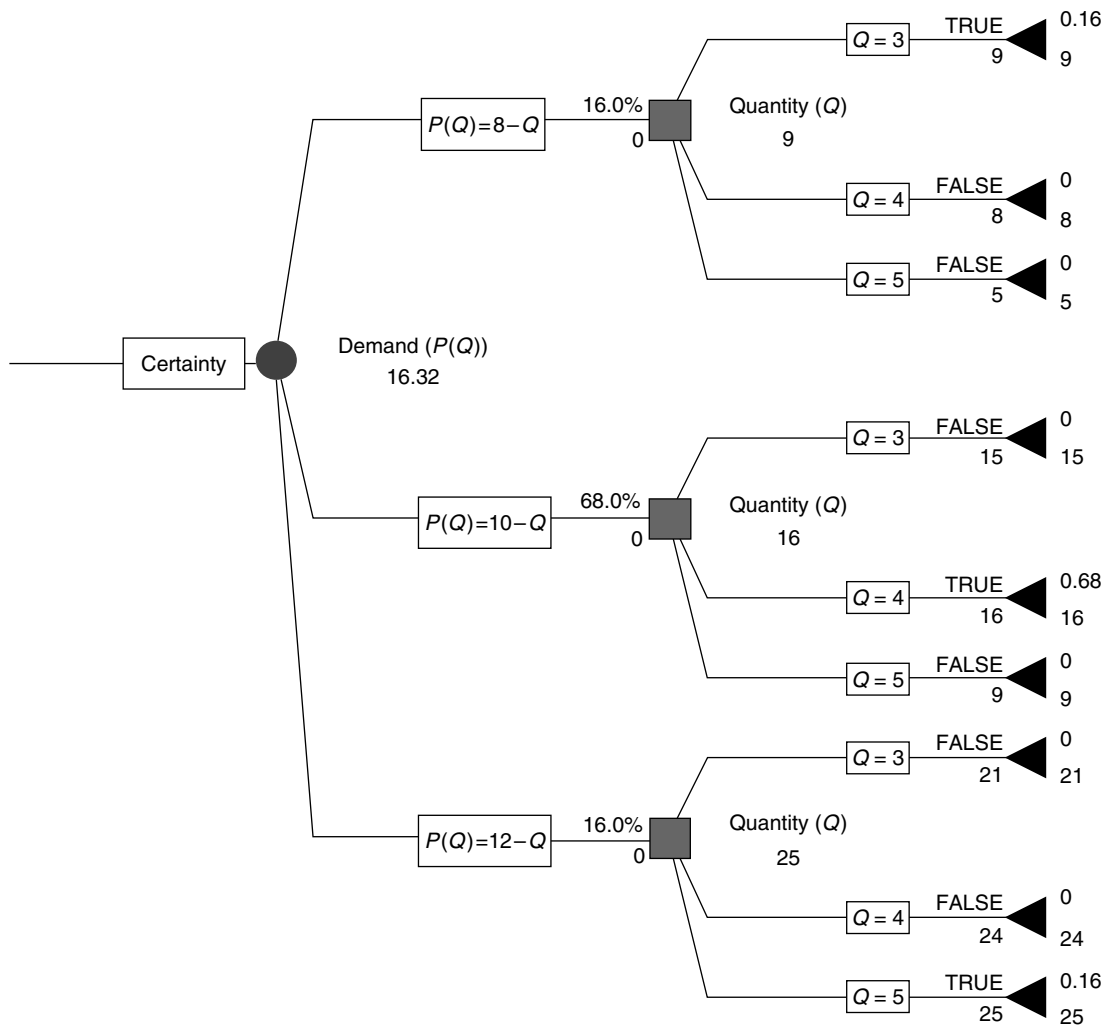 Certainty
Demand (P(Q))
16.32
P(Q)=8–Q
16.0%
0
Quantity (Q)
9
Q = 3
TRUE
9
0.16
9
Q = 4
FALSE
8
0
8
Q = 5
FALSE
5
0
5
P(Q)=10–Q
68.0%
0
Quantity (Q)
16
Q = 3
FALSE
15
0
15
Q = 4
TRUE
16
0.68
16
Q = 5
FALSE
9
0
9
P(Q)=12–Q
16.0%
0
Quantity (Q)
25
Q = 3
FALSE
21
0
21
Q = 4
FALSE
24
0
24
Q = 5
TRUE
25
0.16
25